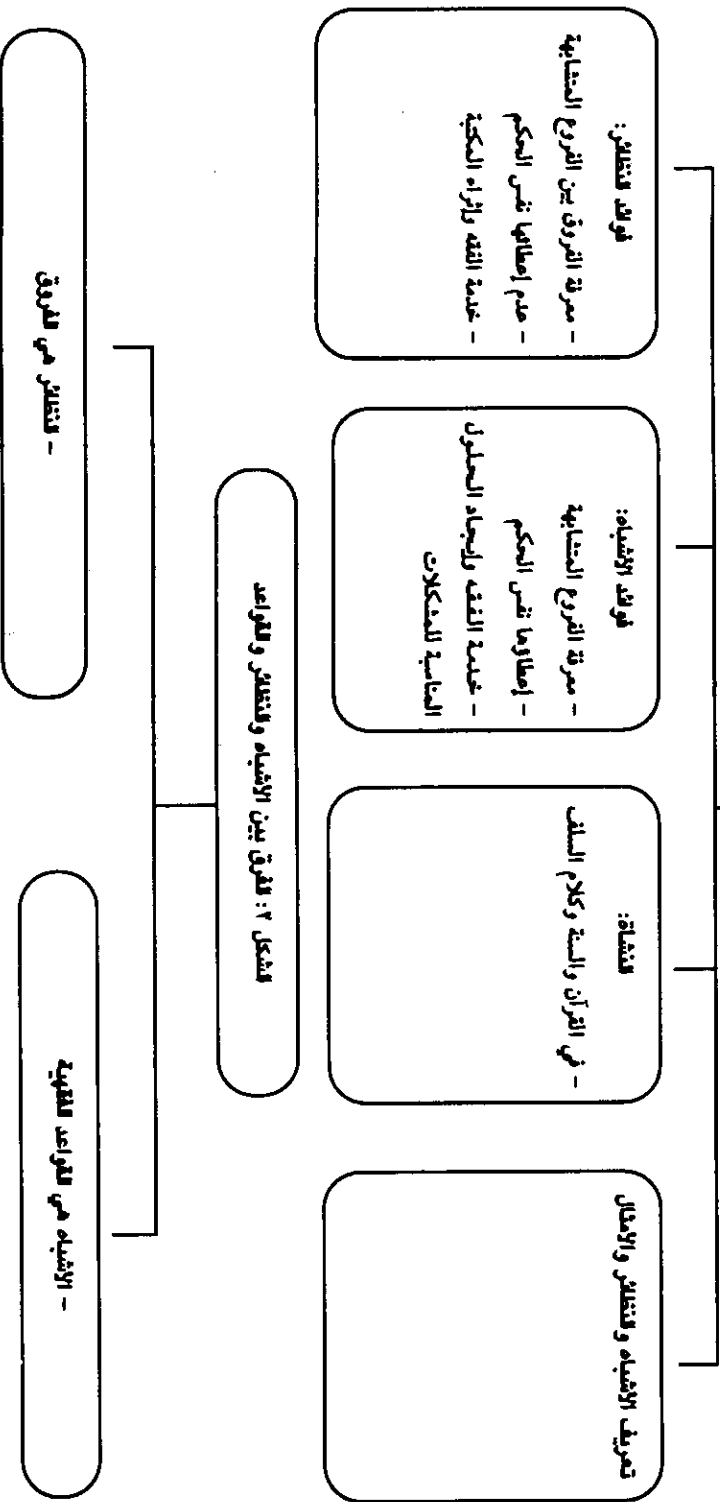 تعريف الأشباه والنظائر والأمثال
النشأة:
- في القرآن والسنة وكلام السلف
فوائد الأشباه:
- معرفة الفروع المتشابهة
- إعطاؤها نفس الحكم
- خدمة الفقه وإيجاد الحلول
المناسبة للمشكلات
فوائد النظائر:
- معرفة الفروق بين الفروع المتشابهة
- عدم إعطائها نفس الحكم
- خدمة الفقه وإثراء المكتبة
الشكل ٢: الفرق بين الأشباه والنظائر والقواعد
- الأشباه هي القواعد الفقهية
- النظائر هي الفروق